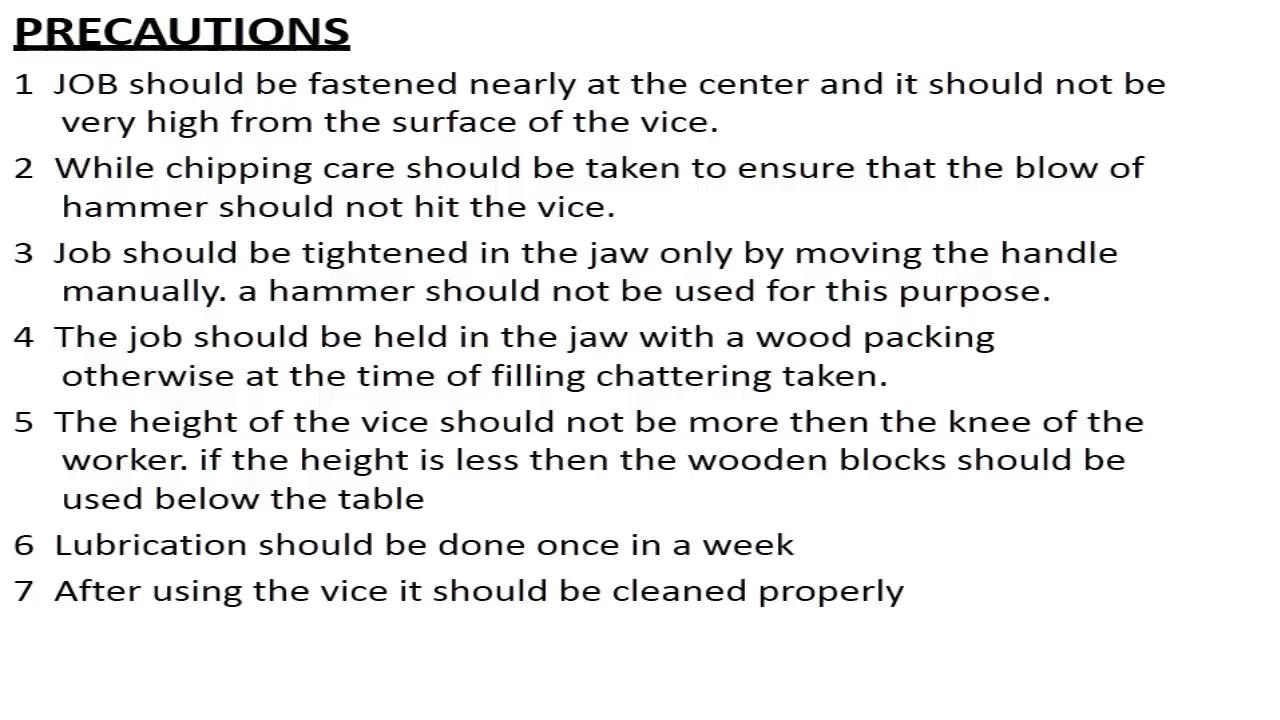 PRECAUTIONS
1 JOB should be fastened nearly at the center and it should not be
very high from the surface of the vice.
2 While chipping care should be taken to ensure that the blow of
hammer should not hit the vice.
3 Job should be tightened in the jaw only by moving the handle
manually. a hammer should not be used for this purpose.
4 The job should be held in the jaw with a wood packing
otherwise at the time of filling chattering taken.
5 The height of the vice should not be more then the knee of the
worker. if the height is less then the wooden blocks should be
used below the table
6 Lubrication should be done once in a week
7 After using the vice it should be cleaned properly